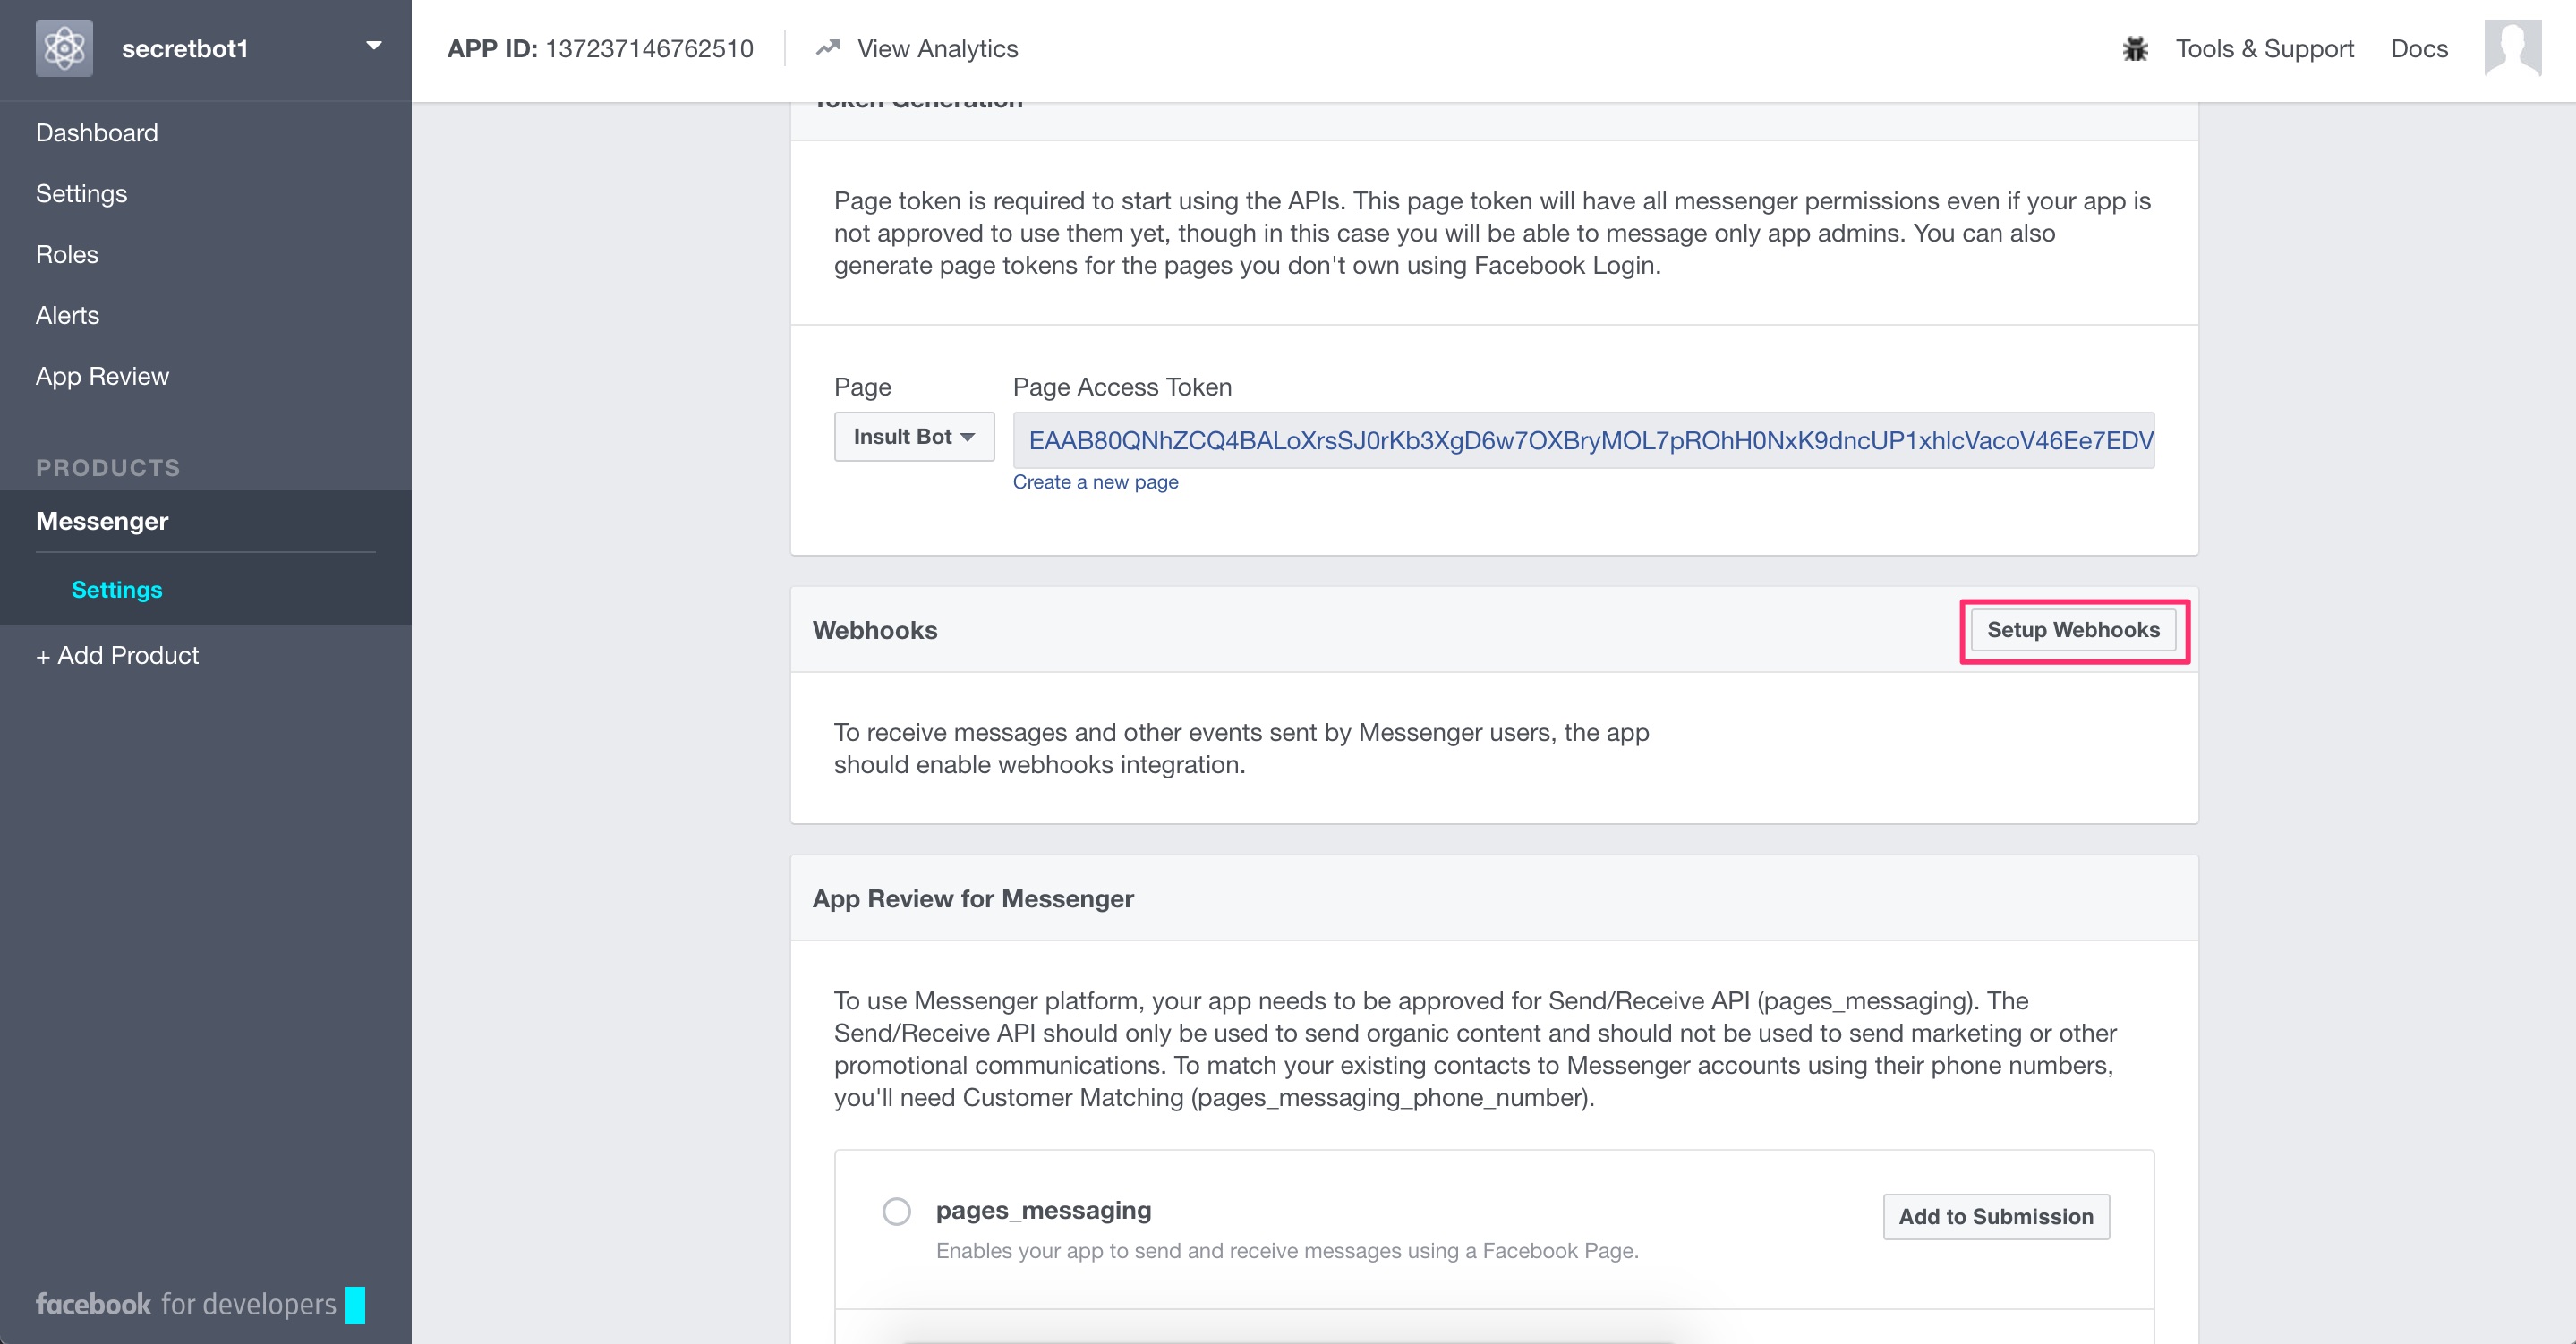 secretbot1
APP ID: 137237146762510
View Analytics
Tools & Support
Docs
Dashboard
Settings
Roles
Alerts
App Review
PRODUCTS
Messenger
Settings
+ Add Product
facebook for developers
Token Generation
Page token is required to start using the APIs. This page token will have all messenger permissions even if your app is
not approved to use them yet, though in this case you will be able to message only app admins. You can also
generate page tokens for the pages you don't own using Facebook Login.
Page
Page Access Token
Insult Bot
EAAB80QNhZCQ4BALoXrsSJ0rKb3XgD6w7OXBryMOL7pROhH0NxK9dncUP1xhlcVacoV46Ee7EDV
Create a new page
Webhooks
Setup Webhooks
To receive messages and other events sent by Messenger users, the app
should enable webhooks integration.
App Review for Messenger
To use Messenger platform, your app needs to be approved for Send/Receive API (pages_messaging). The
Send/Receive API should only be used to send organic content and should not be used to send marketing or other
promotional communications. To match your existing contacts to Messenger accounts using their phone numbers,
you'll need Customer Matching (pages_messaging_phone_number).
pages_messaging
Add to Submission
Enables your app to send and receive messages using a Facebook Page.